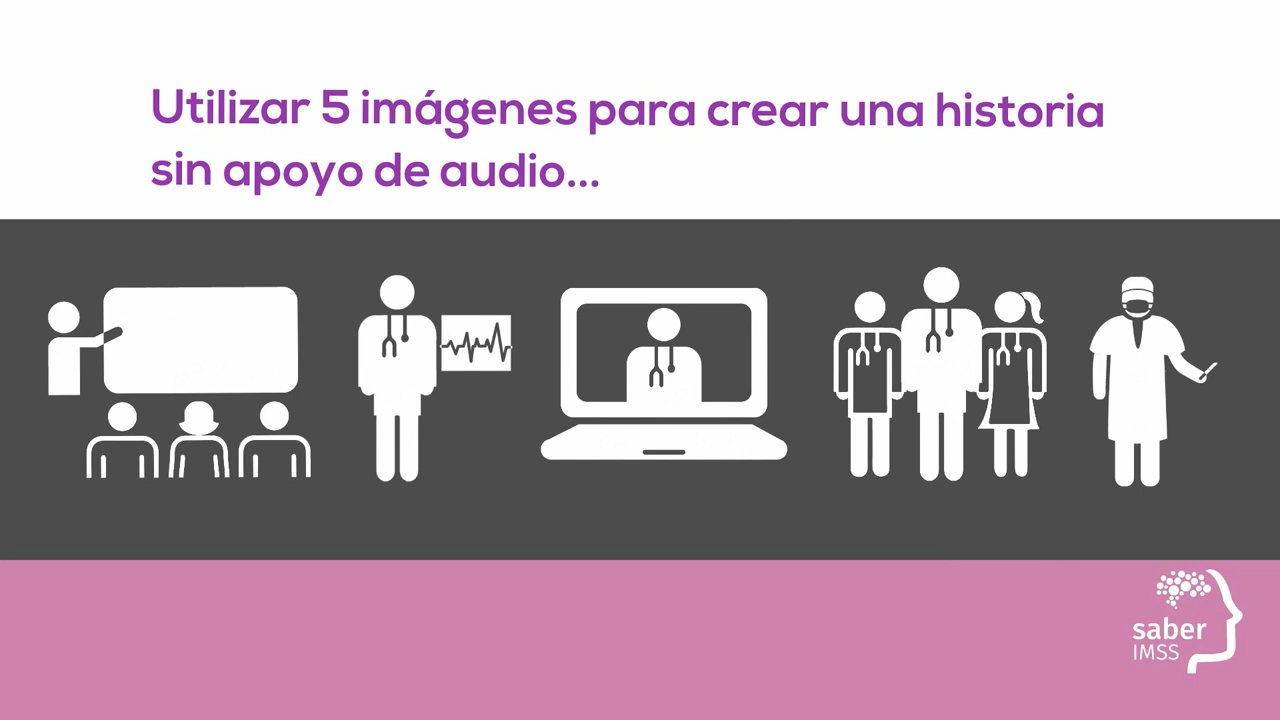 Utilizar 5 imágenes para crear una historia
sin apoyo de audio...
saber
IMSS